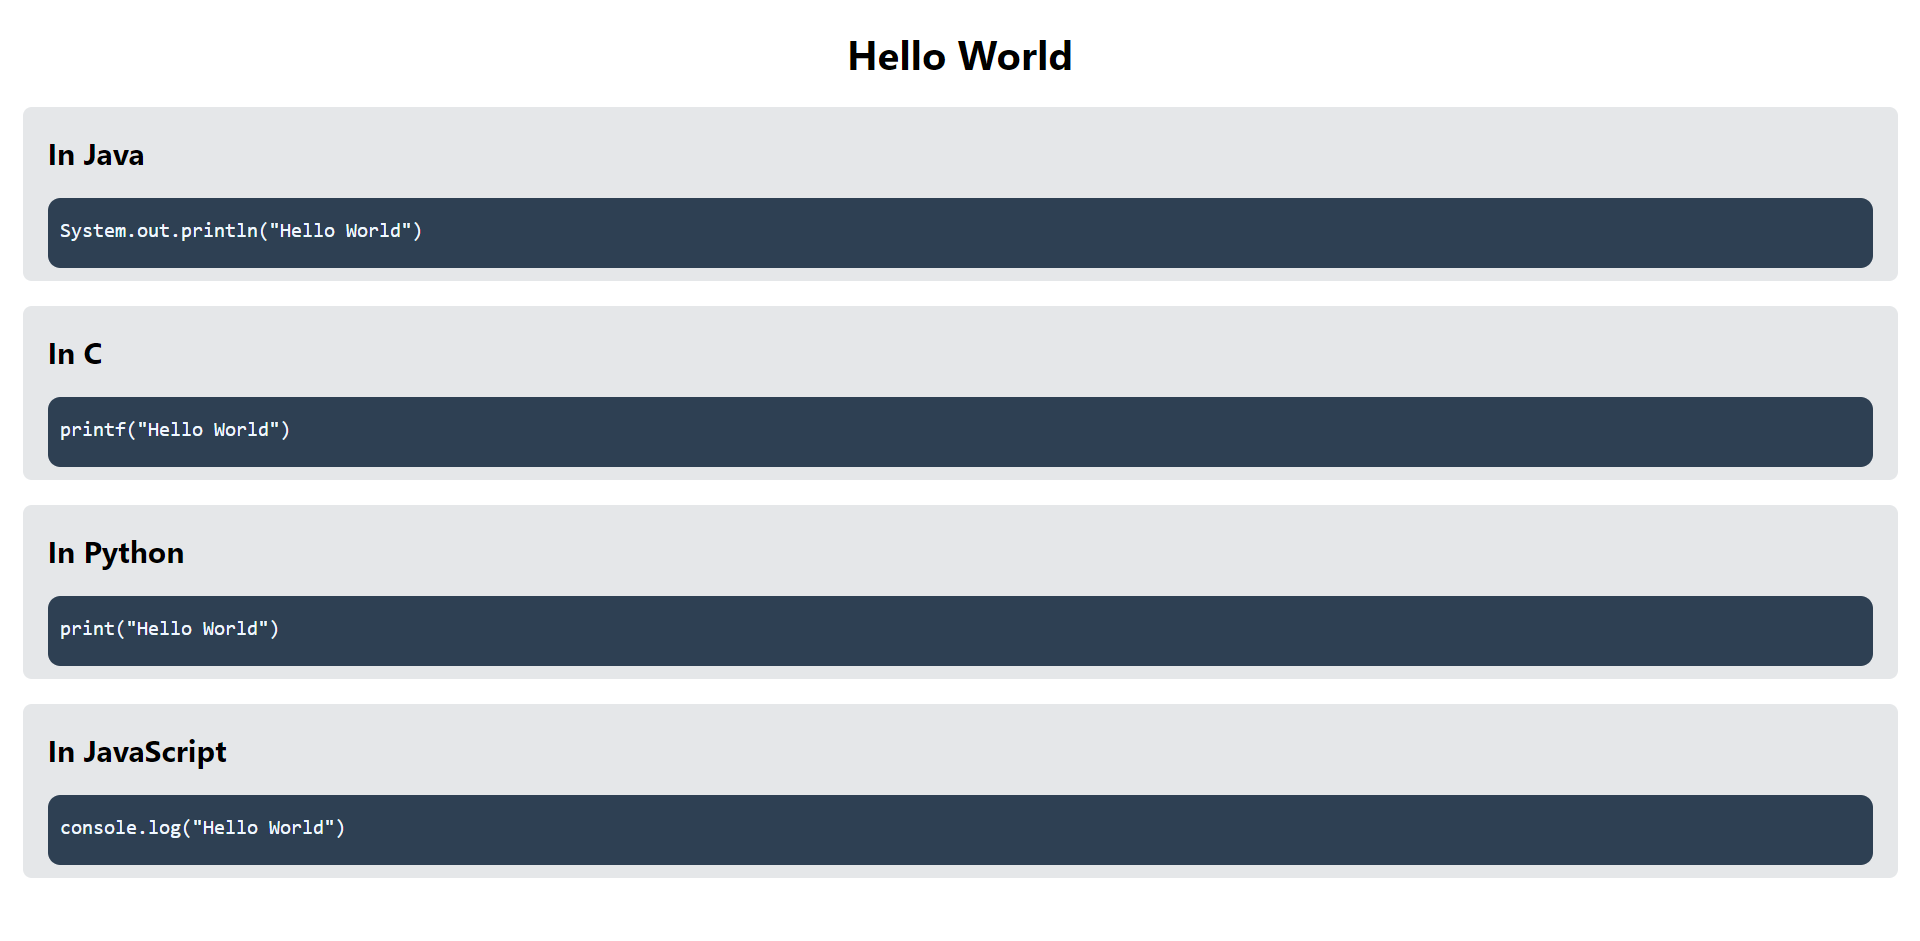 Hello World
In Java
System.out.println("Hello World")
In C
printf("Hello World")
In Python
print("Hello World")
In JavaScript
console.log("Hello World")